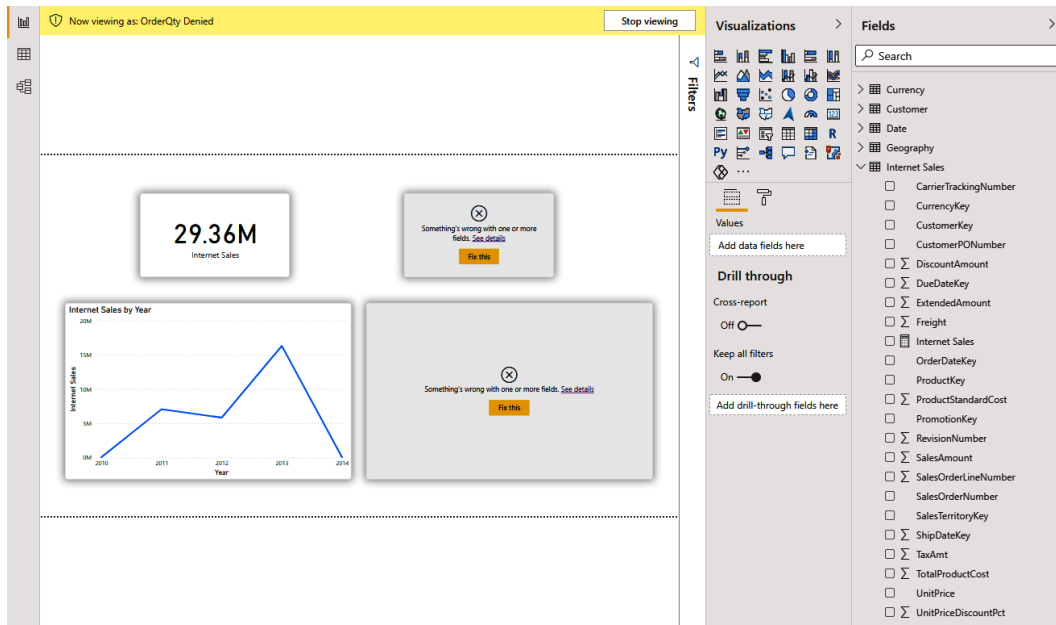 Now viewing as: OrderQty Denied
Stop viewing
Filters
29.36M
Internet Sales
Something's wrong with one or more
fields. See details
Fix this
Internet Sales by Year
Internet Sales
20M
15M
10M
5M
0M
2010 2011 2012 2013 2014
Year
Something's wrong with one or more fields. See details
Fix this
Visualizations
R
Py
Values
Add data fields here
Drill through
Cross-report
Off
Keep all filters
On
Add drill-through fields here
Fields
Search
Currency
Customer
Date
Geography
Internet Sales
CarrierTrackingNumber
CurrencyKey
CustomerKey
CustomerPONumber
DiscountAmount
DueDateKey
ExtendedAmount
Freight
Internet Sales
OrderDateKey
ProductKey
ProductStandardCost
PromotionKey
RevisionNumber
SalesAmount
SalesOrderLineNumber
SalesOrderNumber
SalesTerritoryKey
ShipDateKey
TaxAmt
TotalProductCost
UnitPrice
UnitPriceDiscountPct